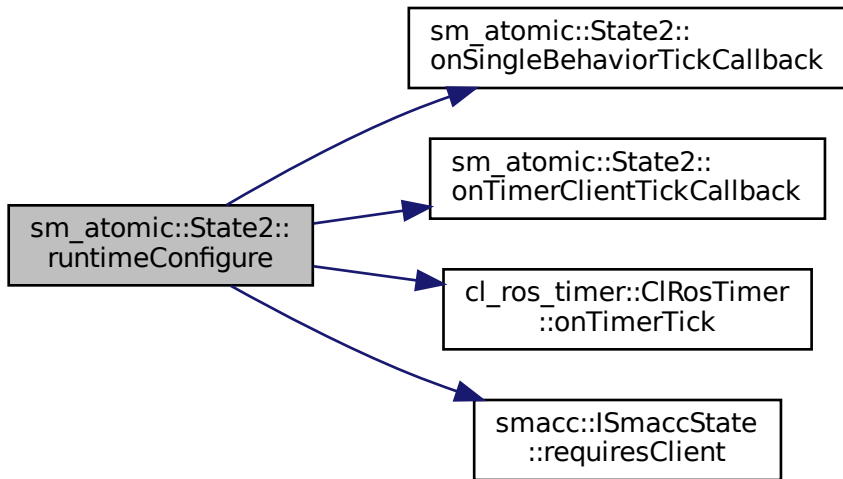 sm_atomic::State2::
onSingleBehaviorTickCallback
sm_atomic::State2::
onTimerClientTickCallback
sm_atomic::State2::
runtimeConfigure
cl_ros_timer::ClRosTimer
::onTimerTick
smacc::ISmaccState
::requiresClient